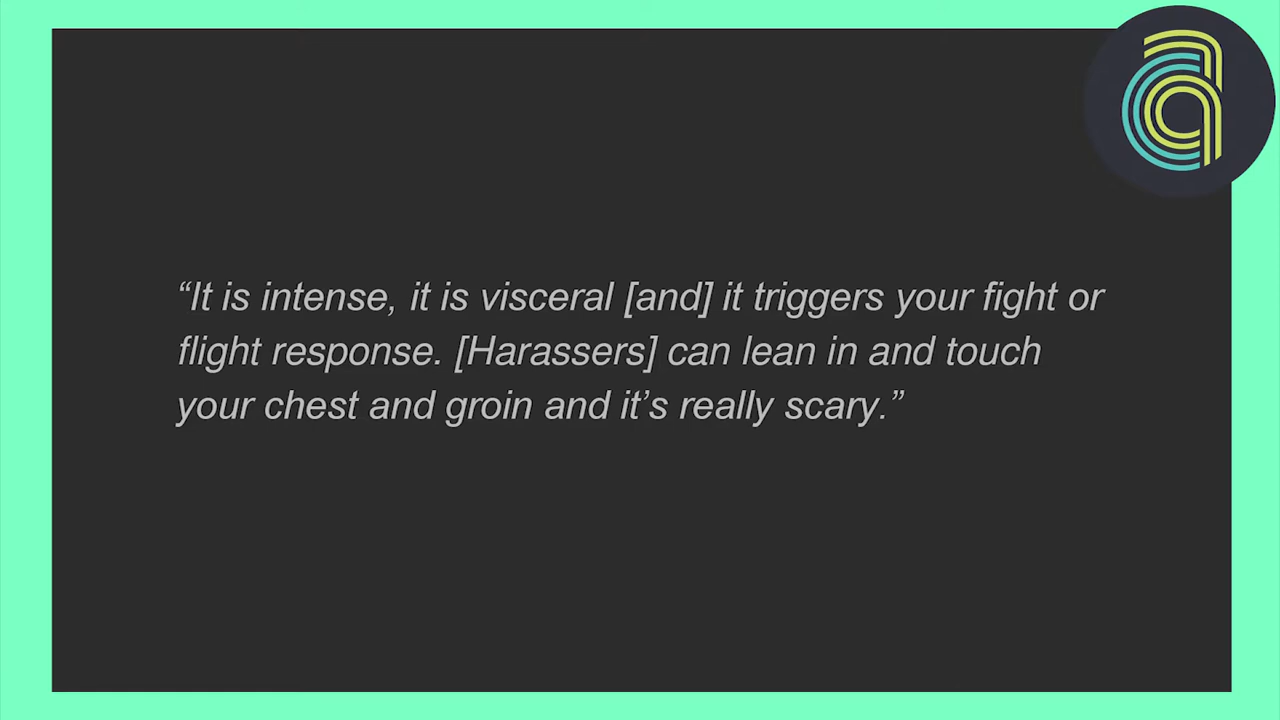 “It is intense, it is visceral [and] it triggers your fight or
flight response. [Harassers] can lean in and touch
your chest and groin and it’s really scary.”